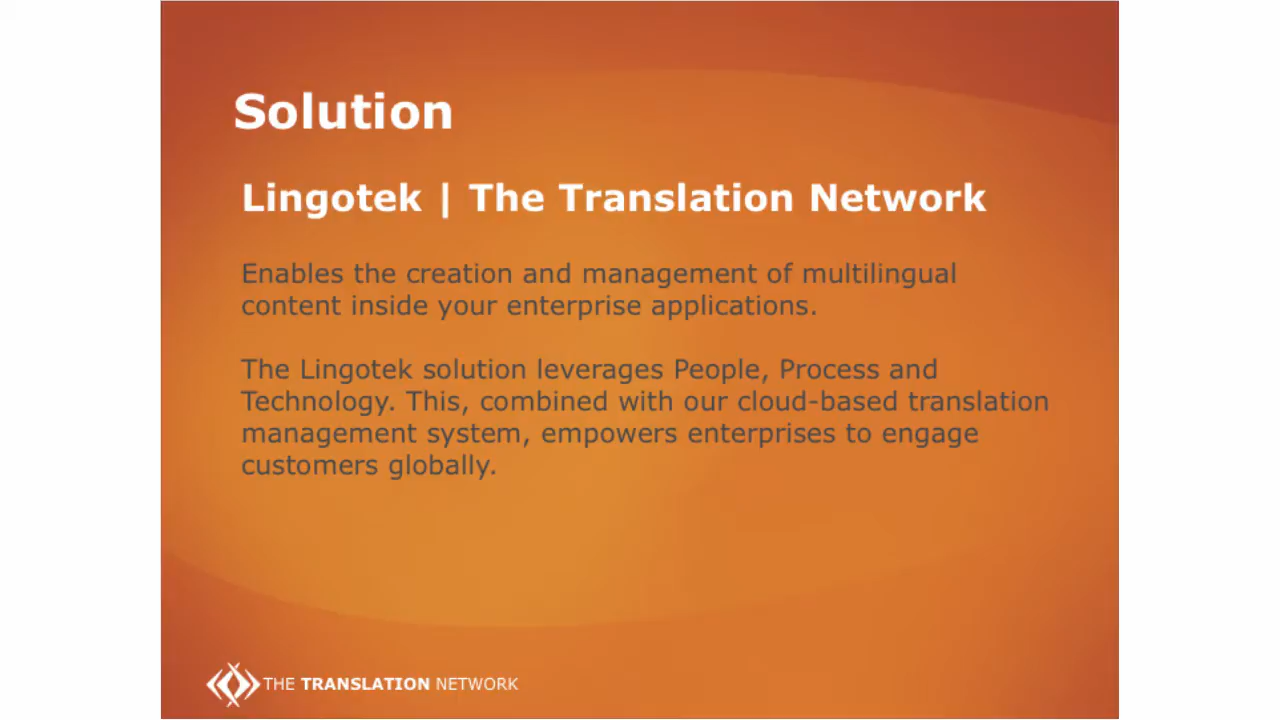 Solution
Lingotek | The Translation Network
Enables the creation and management of multilingual
content inside your enterprise applications.
The Lingotek solution leverages People, Process and
Technology. This, combined with our cloud-based translation
management system, empowers enterprises to engage
customers globally.
THE TRANSLATION NETWORK